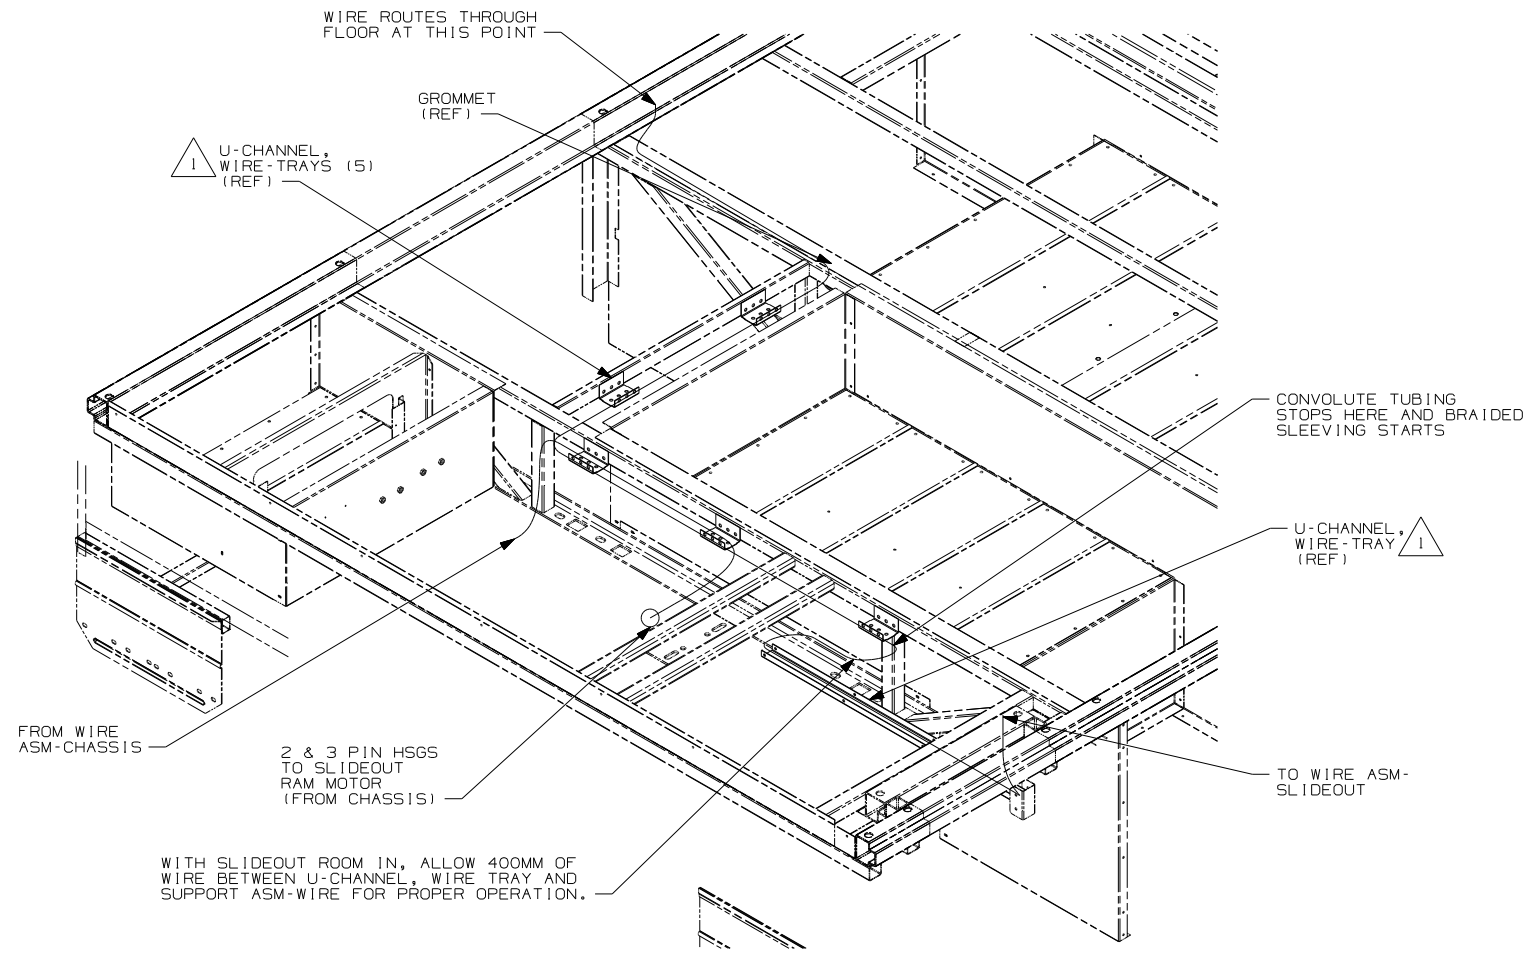 WIRE ROUTES THROUGH
FLOOR AT THIS POINT
GROMMET
(REF)
1
U-CHANNEL,
WIRE-TRAYS (5)
(REF)
CONVOLUTE TUBING
STOPS HERE AND BRAIDED
SLEEVING STARTS
U-CHANNEL,
WIRE-TRAY
(REF)
1
FROM WIRE
ASM-CHASSIS
2 & 3 PIN HSGS
TO SLIDEOUT
RAM MOTOR
(FROM CHASSIS)
TO WIRE ASM-
SLIDEOUT
WITH SLIDEOUT ROOM IN, ALLOW 400MM OF
WIRE BETWEEN U-CHANNEL, WIRE TRAY AND
SUPPORT ASM-WIRE FOR PROPER OPERATION.